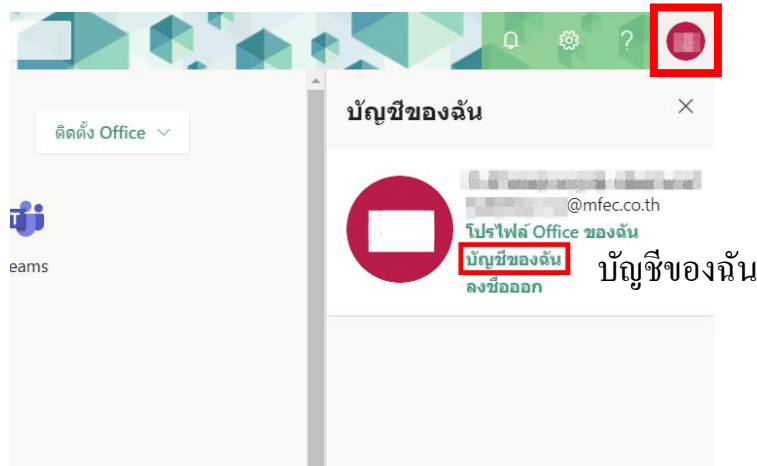 ?
บัญชีของฉัน
ติดตั้ง Office
@mfec.co.th
โปรไฟล์ Office ของฉัน
บัญชีของฉัน
บัญชีของฉัน
ลงชื่อออก
eams